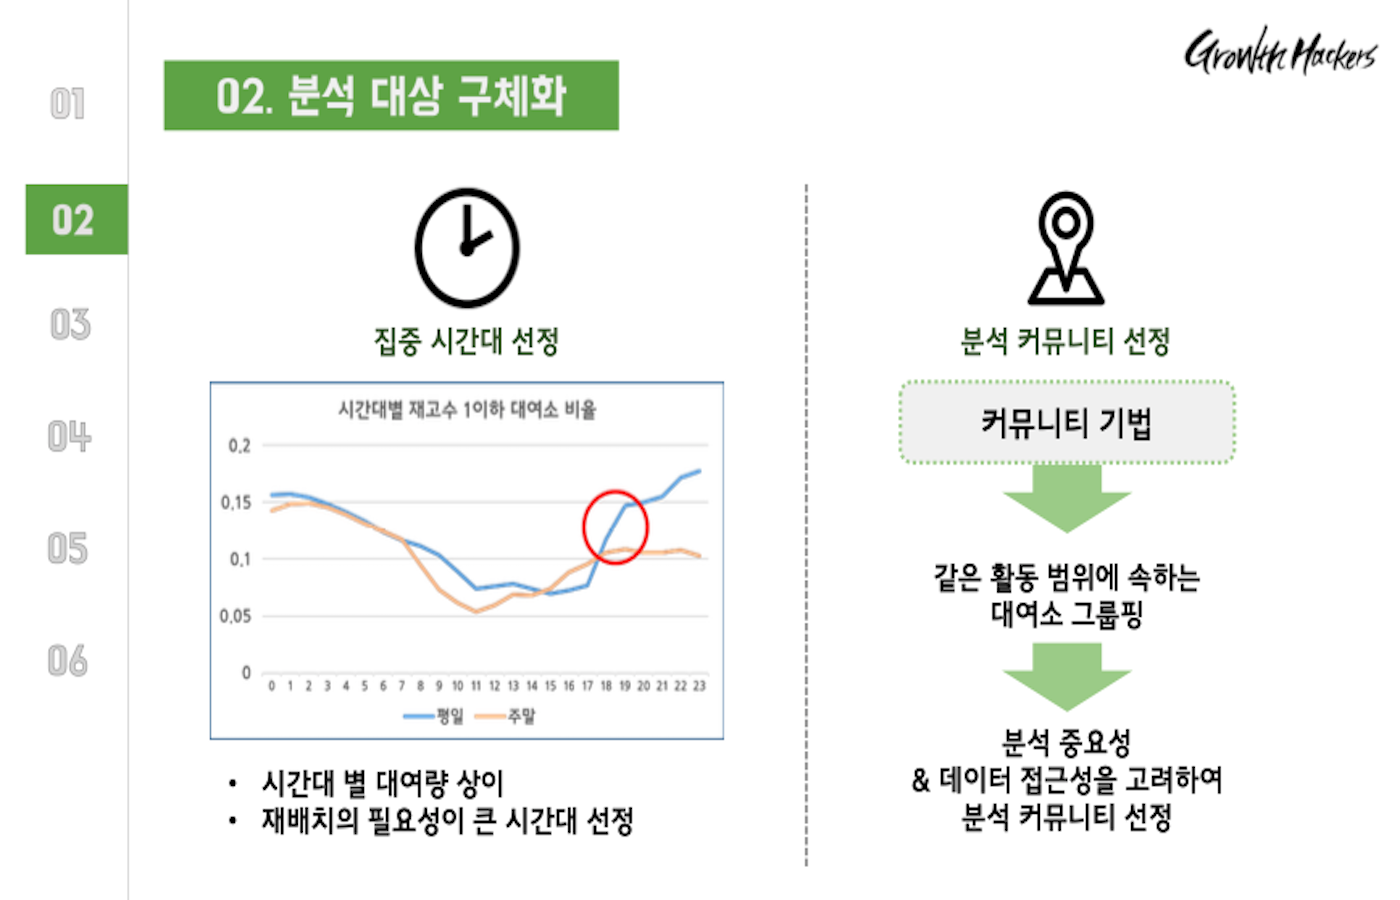 Growth Hackers
01
02
03
04
05
06
02. 분석 대상 구체화
집중 시간대 선정
시간대별 재고수 1이하 대여소 비율
0.2
0.15
0.1
0.05
0
0 1 2 3 4 5 6 7 8 9 10 11 12 13 14 15 16 17 18 19 20 21 22 23
평일 주말
• 시간대 별 대여량 상이
• 재배치의 필요성이 큰 시간대 선정
분석 커뮤니티 선정
커뮤니티 기법
같은 활동 범위에 속하는
대여소 그룹핑
분석 중요성
& 데이터 접근성을 고려하여
분석 커뮤니티 선정